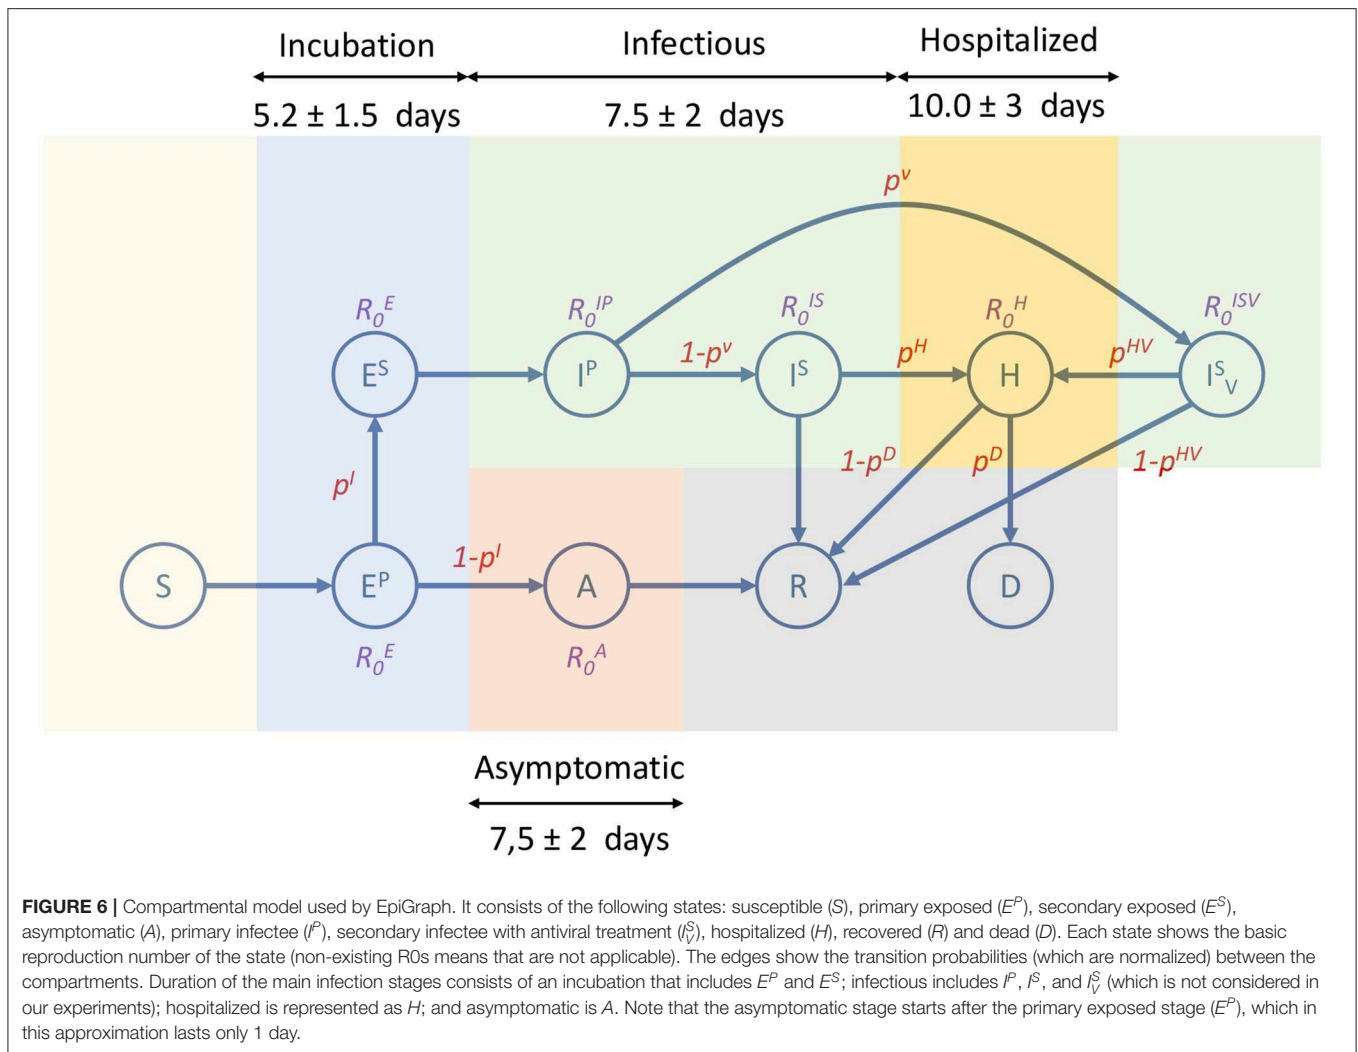 Incubation
Infectious
Hospitalized
5.2 ± 1.5 days
7.5 ± 2 days
10.0 ± 3 days
p^v
R_0^E
R_0^IP
R_0^IS
R_0^H
R_0^ISV
1-p^v
p^H
p^HV
E^S
I^P
I^S
H
I^S_V
p^I
1-p^D
p^D
1-p^HV
1-p^I
S
E^P
A
R
D
R_0^E
R_0^A
Asymptomatic
7,5 ± 2 days
FIGURE 6 | Compartmental model used by EpiGraph. It consists of the following states: susceptible (S), primary exposed (E^P), secondary exposed (E^S),
asymptomatic (A), primary infectee (I^P), secondary infectee with antiviral treatment (I^S_V), hospitalized (H), recovered (R) and dead (D). Each state shows the basic
reproduction number of the state (non-existing R0s means that are not applicable). The edges show the transition probabilities (which are normalized) between the
compartments. Duration of the main infection stages consists of an incubation that includes E^P and E^S; infectious includes I^P, I^S, and I^S_V (which is not considered in
our experiments); hospitalized is represented as H; and asymptomatic is A. Note that the asymptomatic stage starts after the primary exposed stage (E^P), which in
this approximation lasts only 1 day.